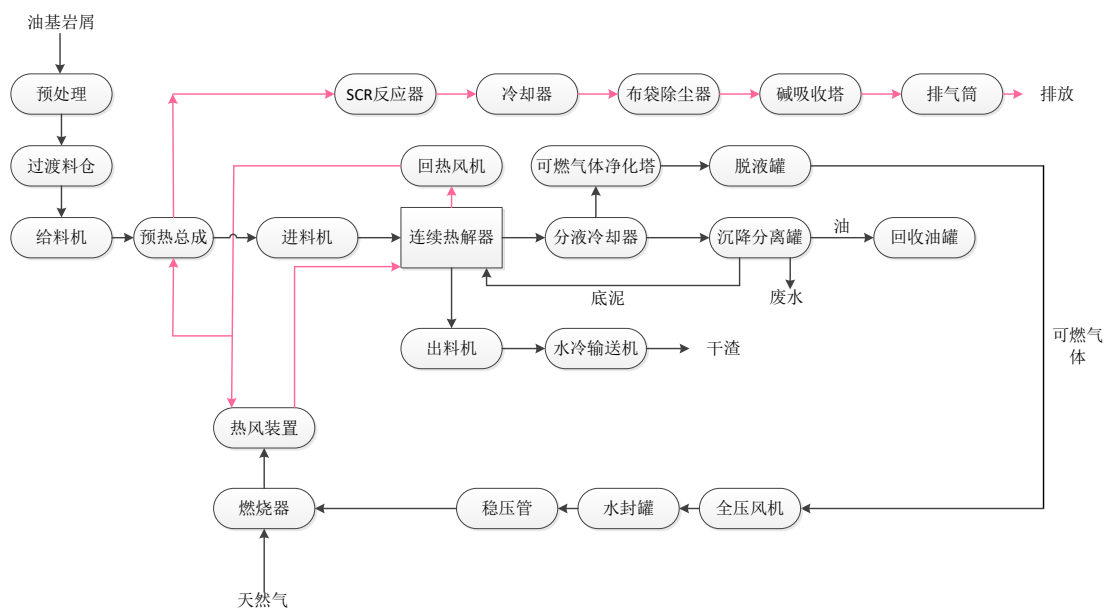 油基岩屑
预处理
SCR反应器
冷却器
布袋除尘器
碱吸收塔
排气筒
排放
过渡料仓
回热风机
可燃气体净化塔
脱液罐
给料机
预热总成
进料机
连续热解器
分液冷却器
沉降分离罐
油
回收油罐
底泥
废水
出料机
水冷输送机
干渣
可燃气
体
热风装置
燃烧器
稳压管
水封罐
全压风机
天然气